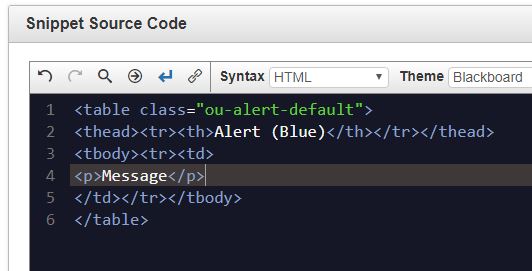 Snippet Source Code
Syntax HTML Theme Blackboard
1 <table class="ou-alert-default">
2 <thead><tr><th>Alert (Blue)</th></tr></thead>
3 <tbody><tr><td>
4 <p>Message</p>
5 </td></tr></tbody>
6 </table>